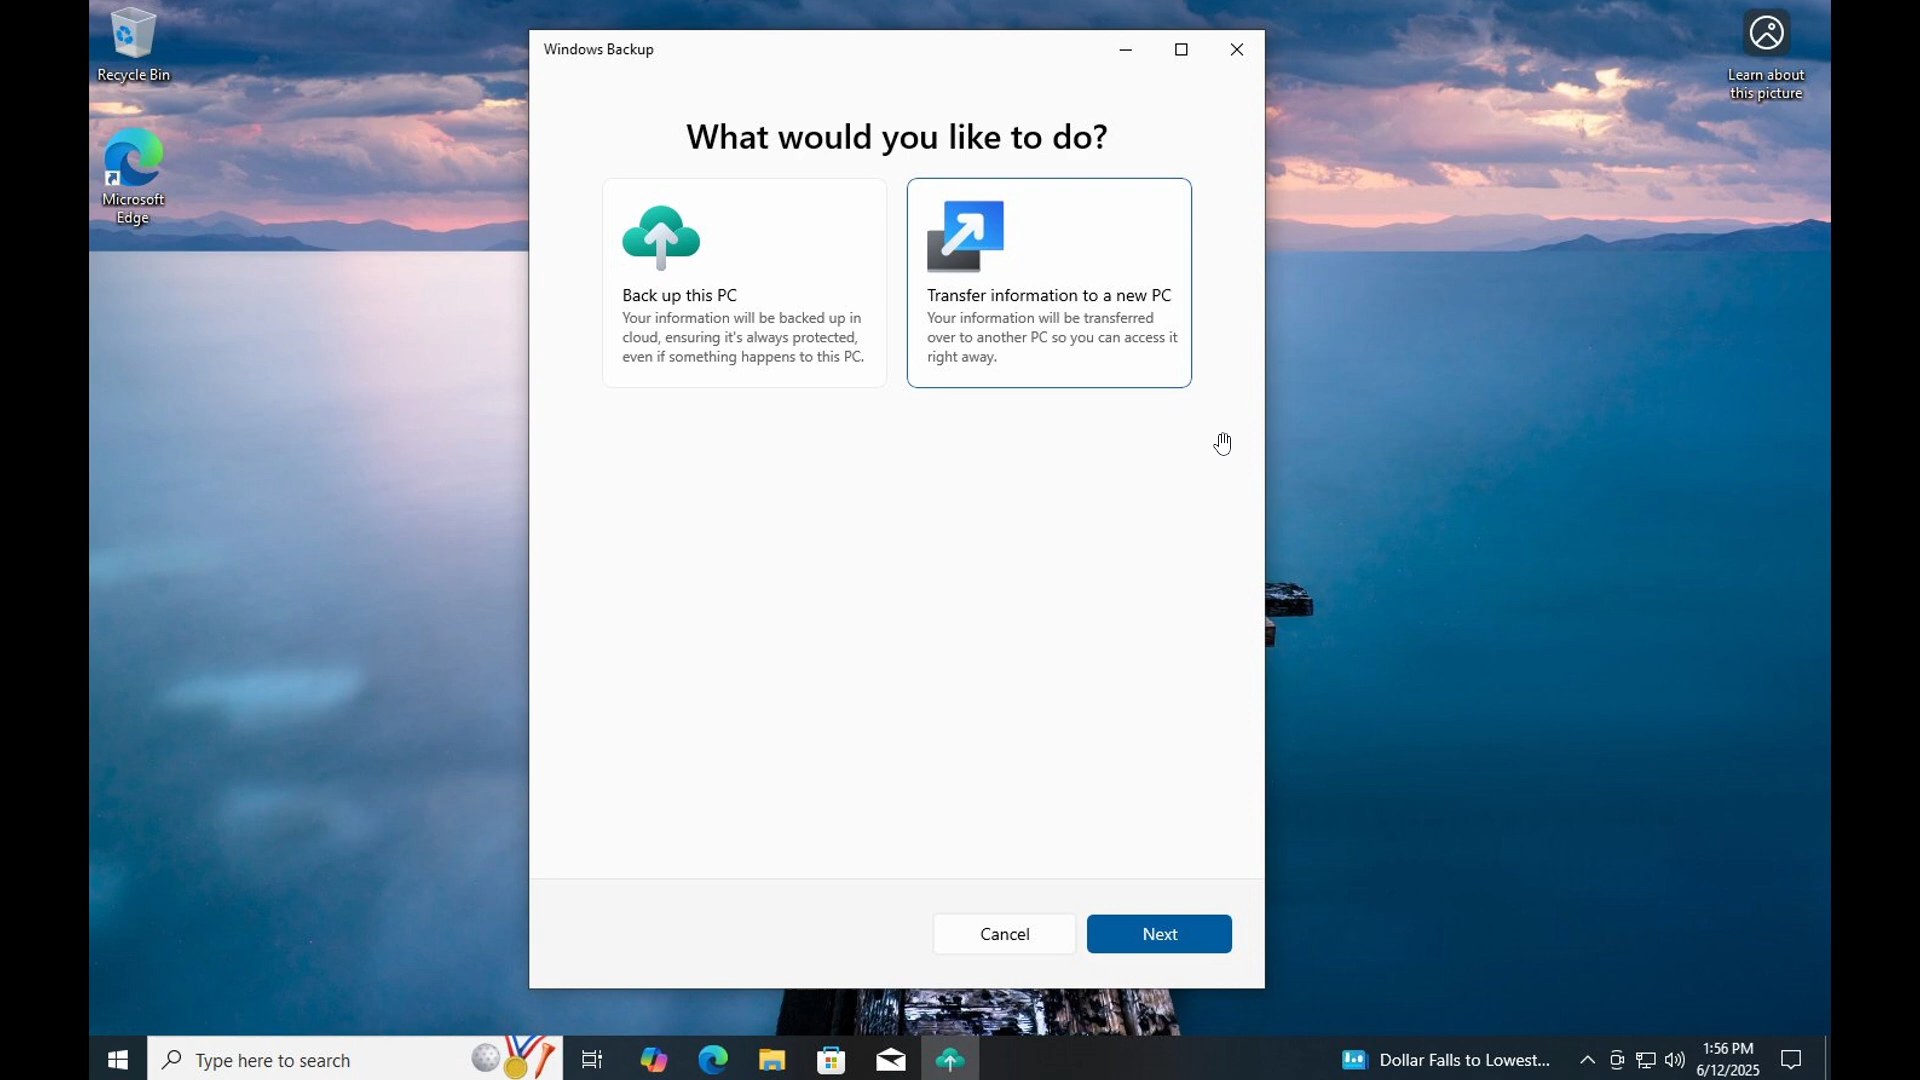 Recycle Bin
Microsoft
Edge
Learn about
this picture
Windows Backup
What would you like to do?
Back up this PC
Your information will be backed up in
cloud, ensuring it's always protected,
even if something happens to this PC.
Transfer information to a new PC
Your information will be transferred
over to another PC so you can access it
right away.
Cancel
Next
Type here to search
Dollar Falls to Lowest...
1:56 PM
6/12/2025